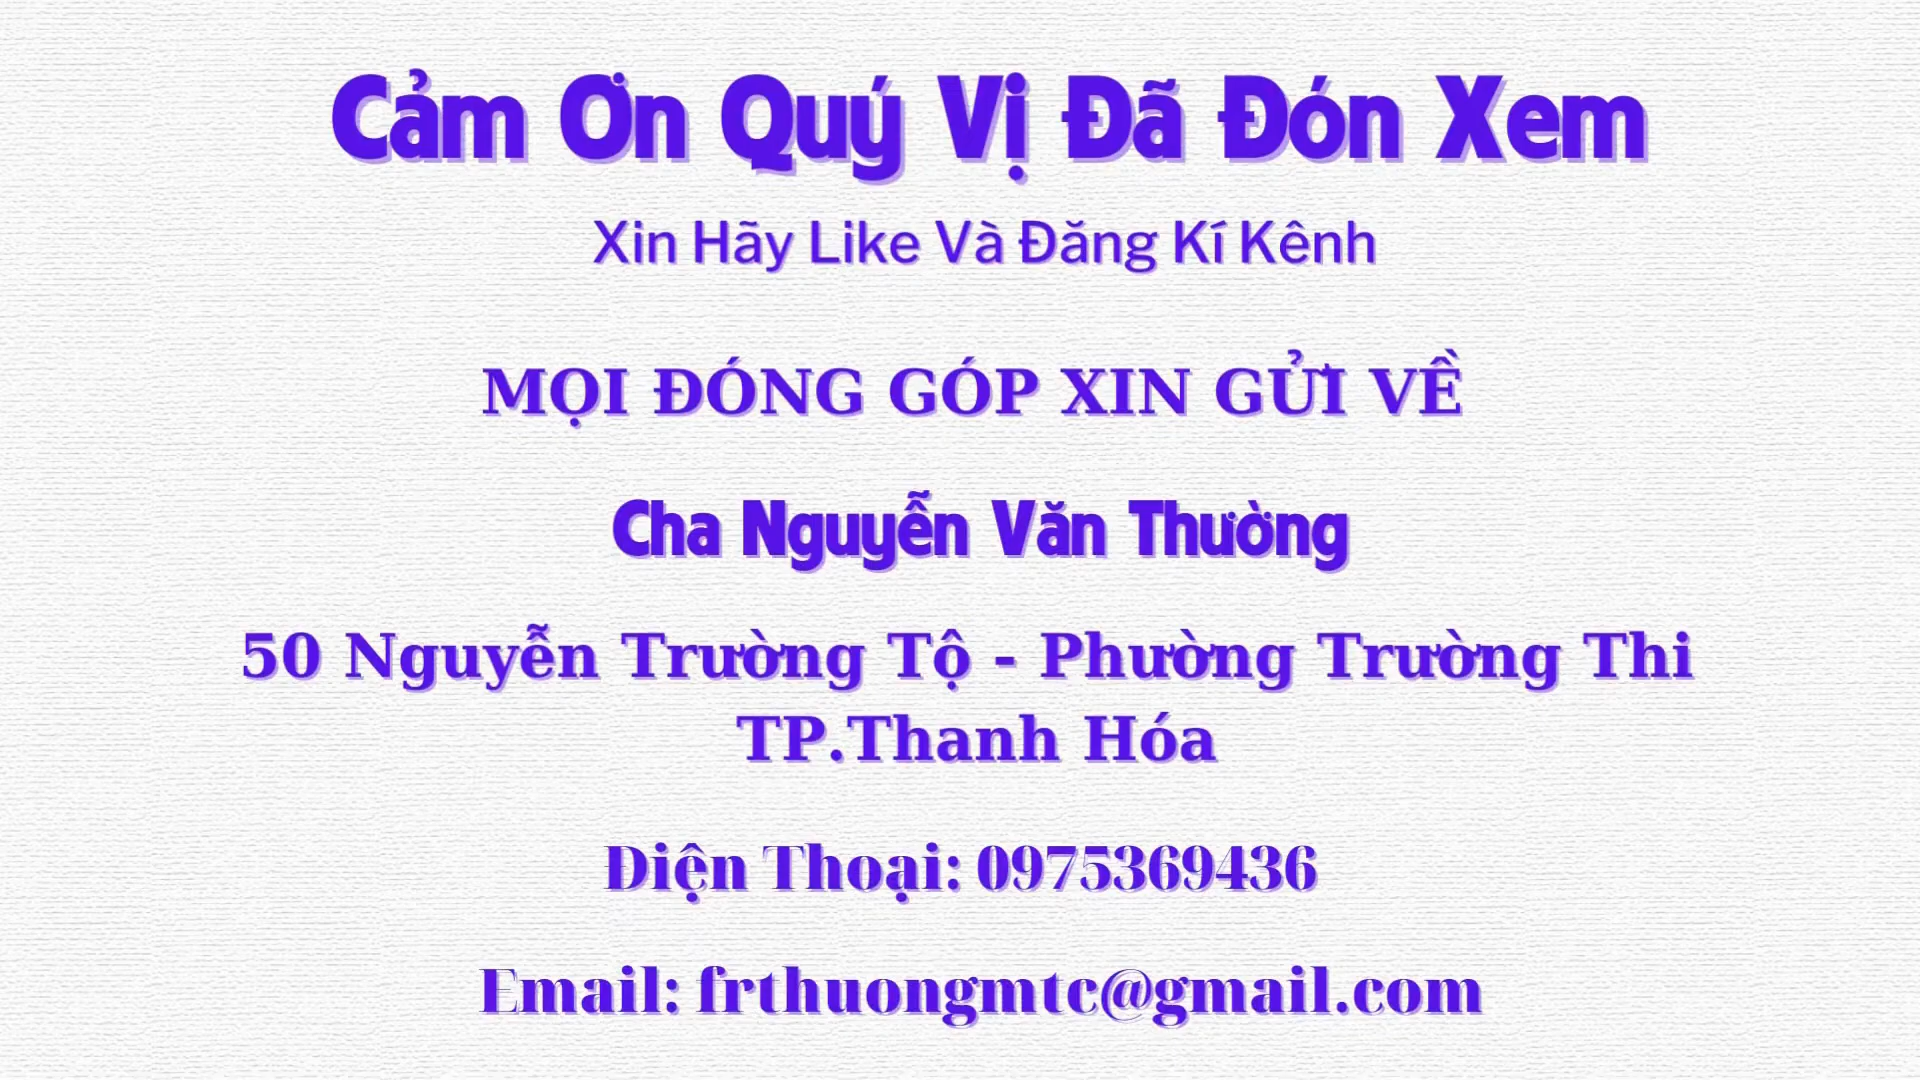 Cảm Ơn Quý Vị Đã Đón Xem
Xin Hãy Like Và Đăng Kí Kênh
MỌI ĐÓNG GÓP XIN GỬI VỀ
Cha Nguyễn Văn Thường
50 Nguyễn Trường Tộ - Phường Trường Thi
TP.Thanh Hóa
Điện Thoại: 0975369436
Email: frthuongmtc@gmail.com